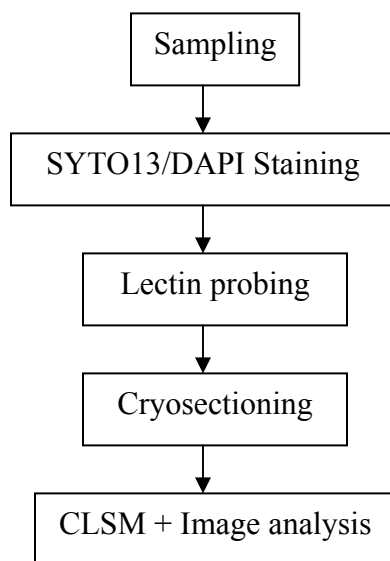 Sampling
SYTO13/DAPI Staining
Lectin probing
Cryosectioning
CLSM + Image analysis